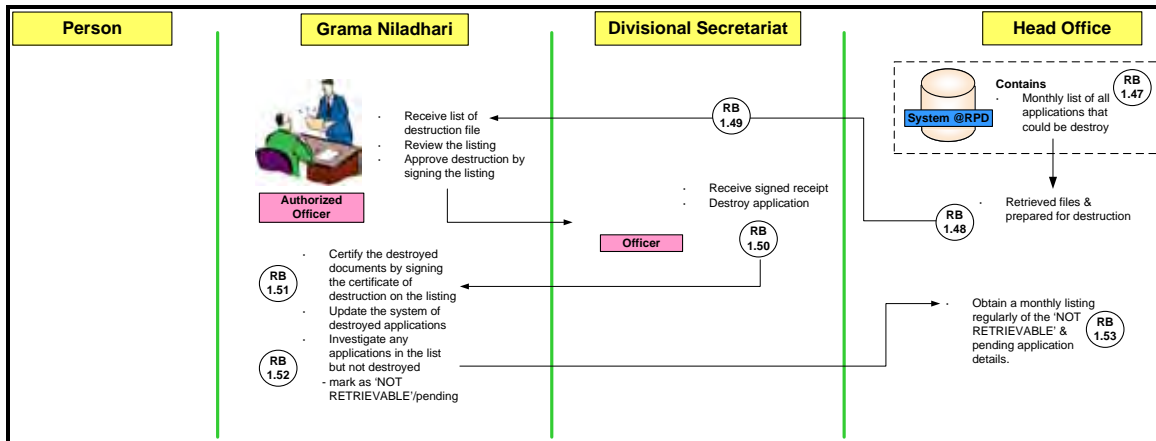 Person
Grama Niladhari
Divisional Secretariat
Head Office
System @RPD
Contains
· Monthly list of all
applications that
could be destroy
RB
1.47
· Receive list of
destruction file
· Review the listing
· Approve destruction by
signing the listing
RB
1.49
Authorized
Officer
· Receive signed receipt
· Destroy application
Officer
RB
1.50
RB
1.48
· Retrieved files &
prepared for destruction
RB
1.51
· Certify the destroyed
documents by signing
the certificate of
destruction on the listing
· Update the system of
destroyed applications
· Investigate any
applications in the list
but not destroyed
- mark as 'NOT
RETRIEVABLE'/pending
RB
1.52
· Obtain a monthly listing
regularly of the 'NOT
RETRIEVABLE' &
pending application
details.
RB
1.53